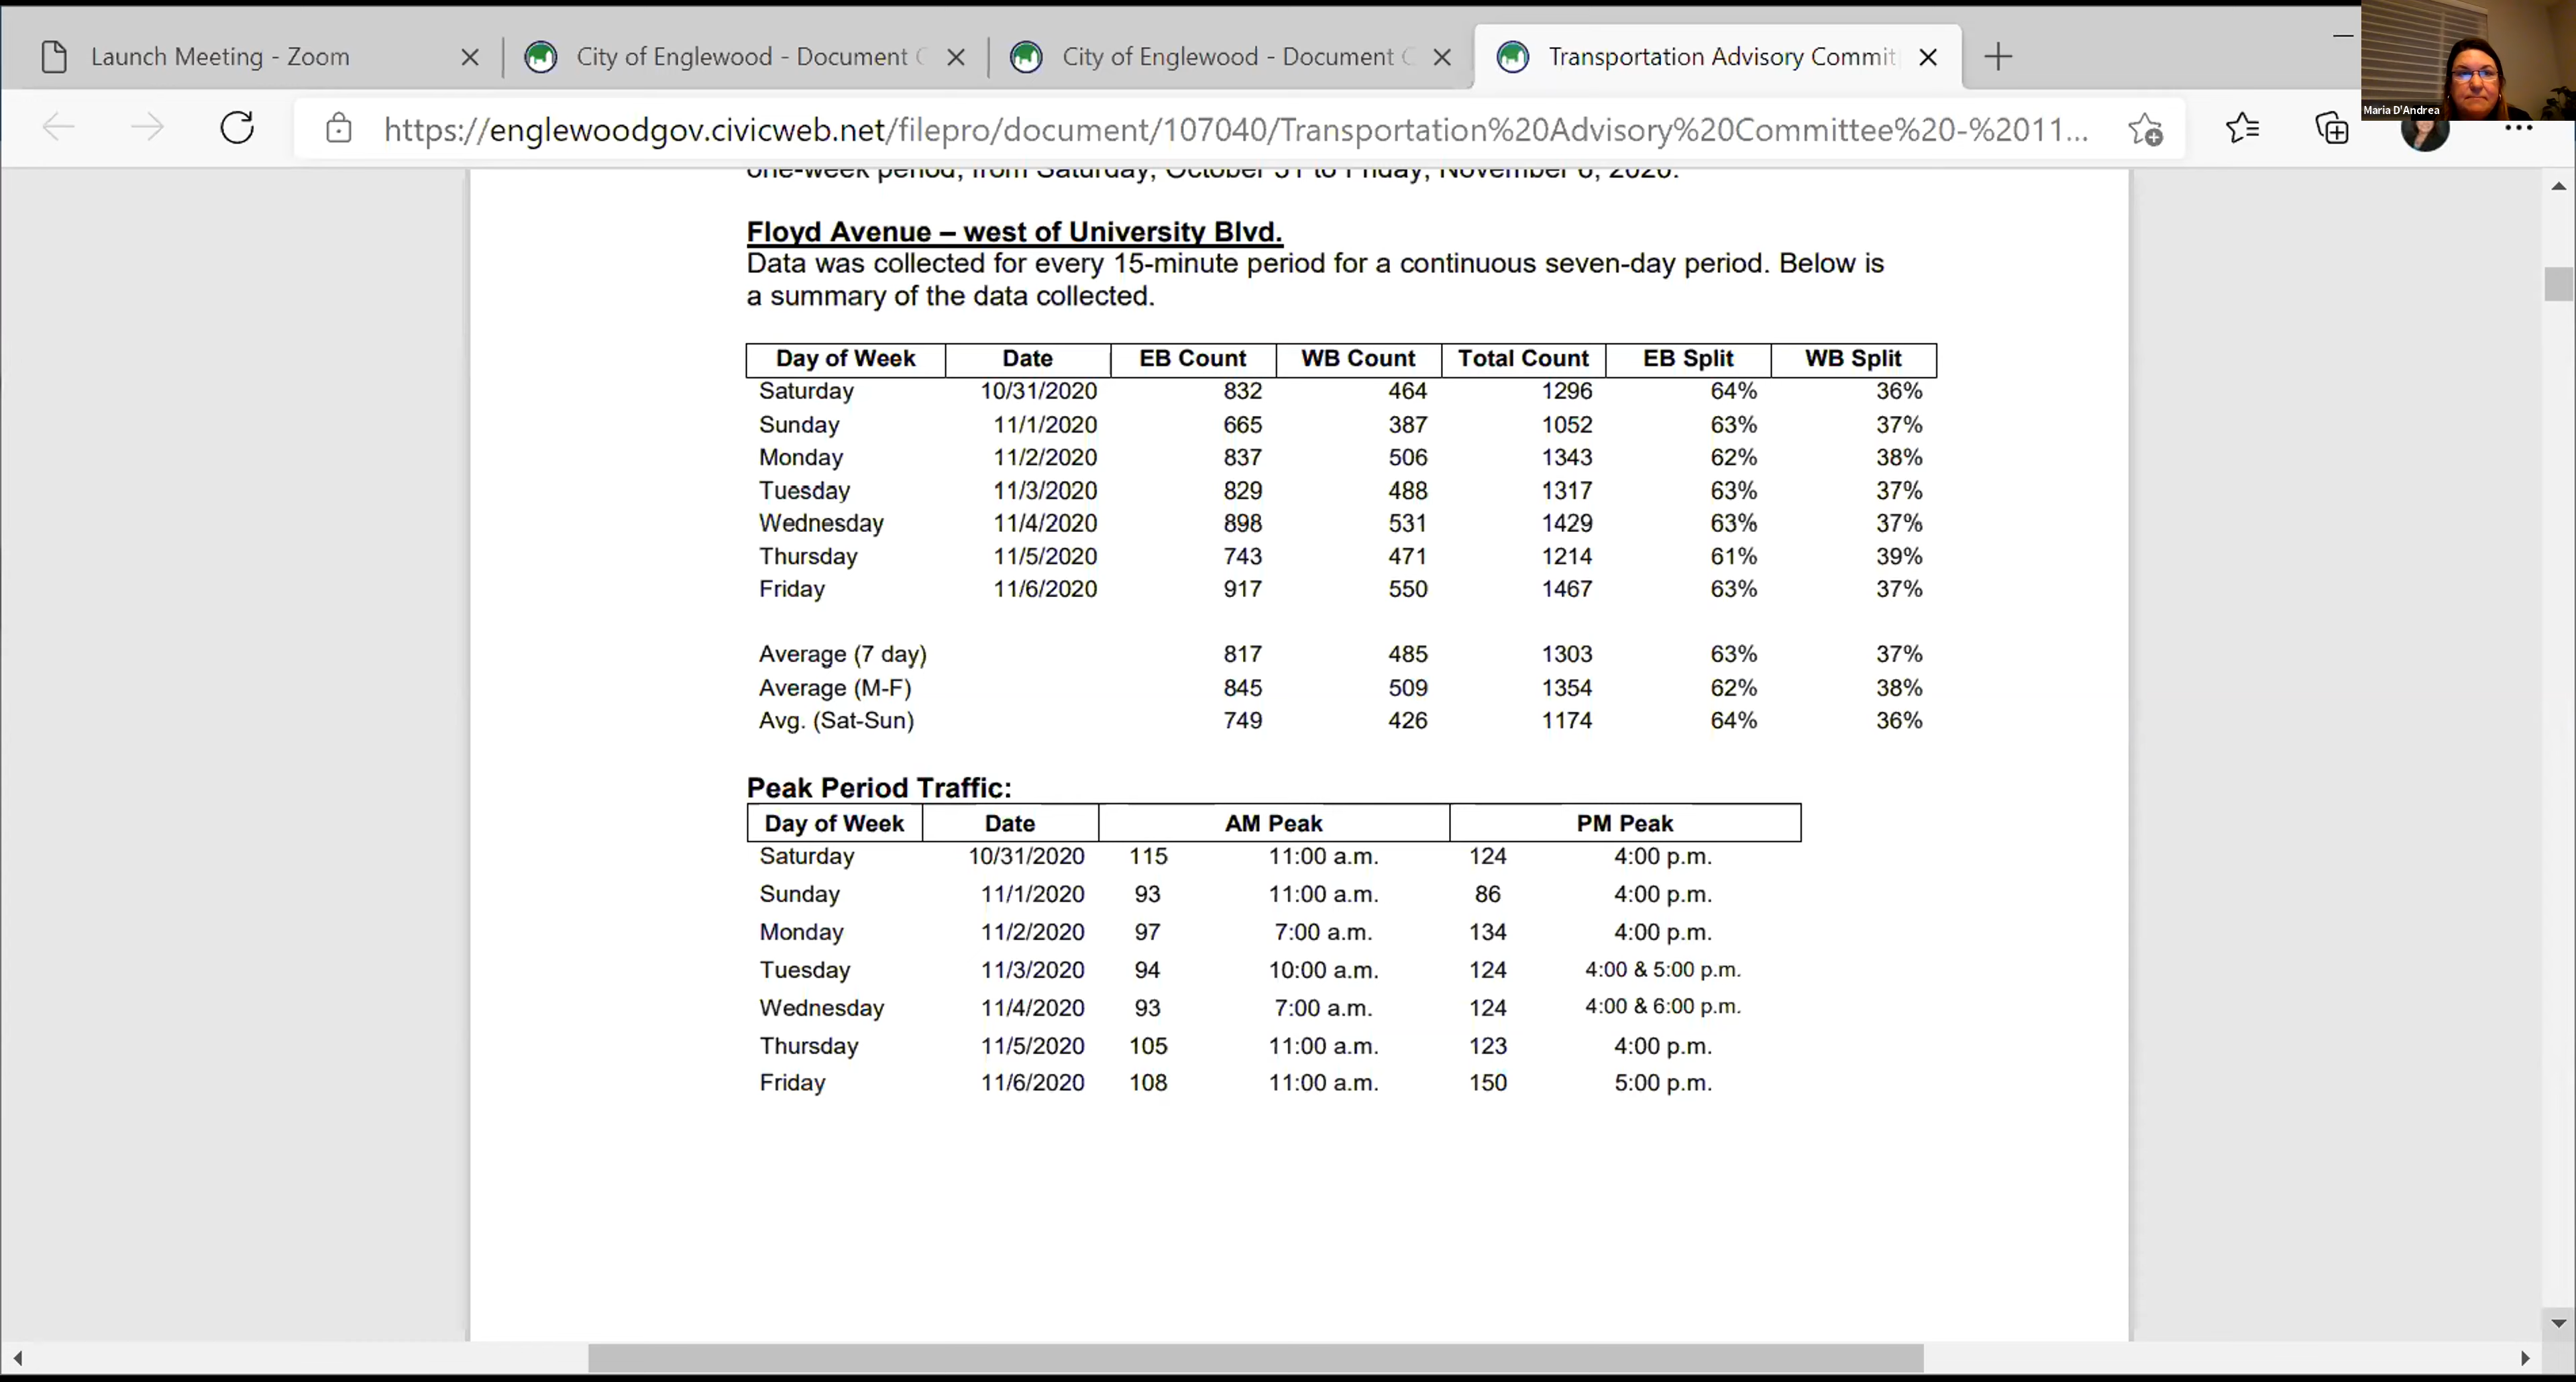 Launch Meeting - Zoom
City of Englewood - Document C
City of Englewood - Document C
Transportation Advisory Commit
Maria D'Andrea
https://englewoodgov.civicweb.net/filepro/document/107040/Transportation%20Advisory%20Committee%20-%2011...
one-week period, from Saturday, October 31 to Friday, November 6, 2020.
Floyd Avenue – west of University Blvd.
Data was collected for every 15-minute period for a continuous seven-day period. Below is
a summary of the data collected.
Day of Week Date EB Count WB Count Total Count EB Split WB Split
Saturday 10/31/2020 832 464 1296 64% 36%
Sunday 11/1/2020 665 387 1052 63% 37%
Monday 11/2/2020 837 506 1343 62% 38%
Tuesday 11/3/2020 829 488 1317 63% 37%
Wednesday 11/4/2020 898 531 1429 63% 37%
Thursday 11/5/2020 743 471 1214 61% 39%
Friday 11/6/2020 917 550 1467 63% 37%
Average (7 day) 817 485 1303 63% 37%
Average (M-F) 845 509 1354 62% 38%
Avg. (Sat-Sun) 749 426 1174 64% 36%
Peak Period Traffic:
Day of Week Date AM Peak PM Peak
Saturday 10/31/2020 115 11:00 a.m. 124 4:00 p.m.
Sunday 11/1/2020 93 11:00 a.m. 86 4:00 p.m.
Monday 11/2/2020 97 7:00 a.m. 134 4:00 p.m.
Tuesday 11/3/2020 94 10:00 a.m. 124 4:00 & 5:00 p.m.
Wednesday 11/4/2020 93 7:00 a.m. 124 4:00 & 6:00 p.m.
Thursday 11/5/2020 105 11:00 a.m. 123 4:00 p.m.
Friday 11/6/2020 108 11:00 a.m. 150 5:00 p.m.